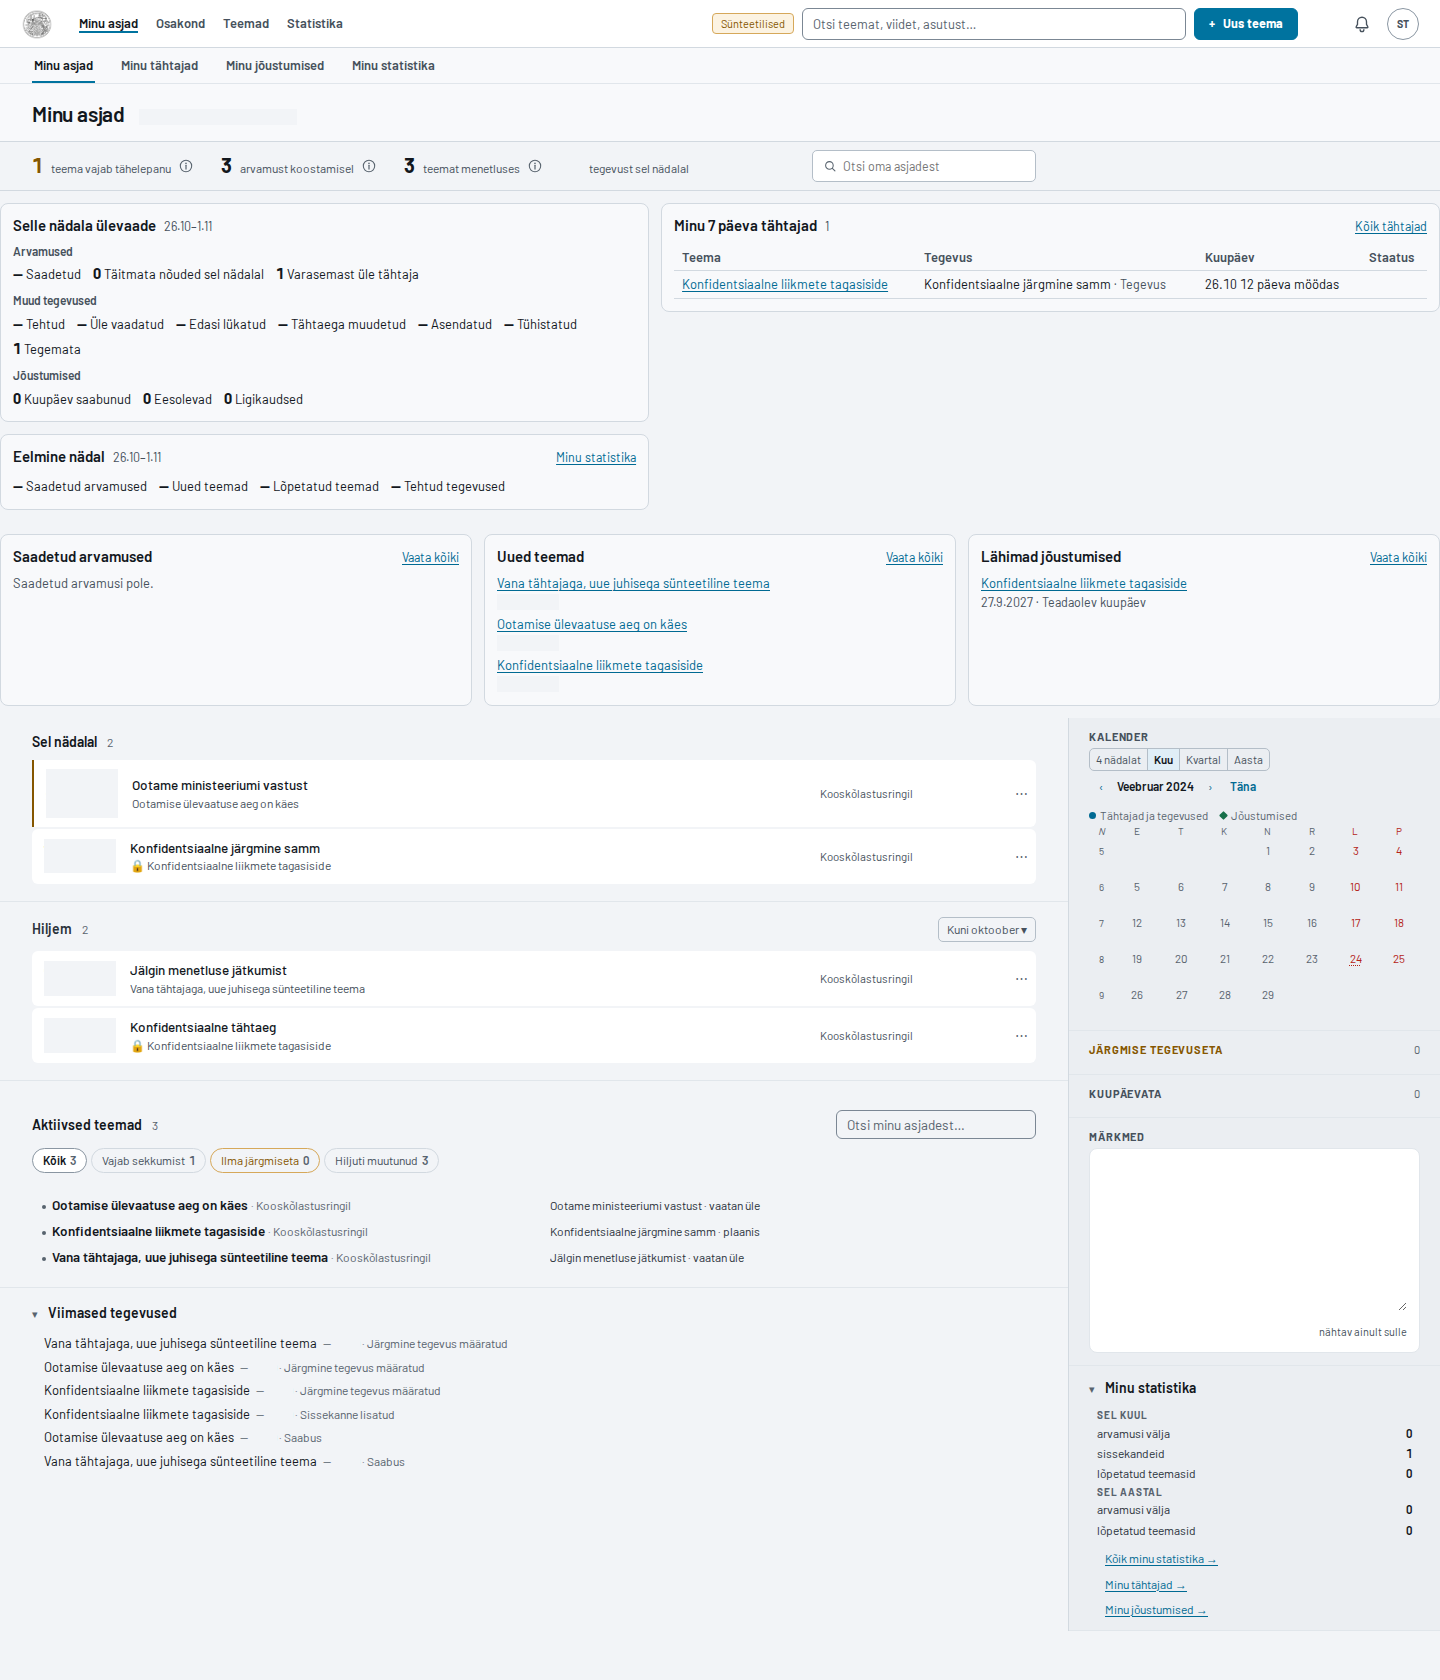 Minu asjad Osakond Teemad Statistika Sünteetilised Otsi teemat, viidet, asutust... + Uus teema ST
Minu asjad Minu tähtajad Minu jõustumised Minu statistika
Minu asjad
1 teema vajab tähelepanu 3 arvamust koostamisel 3 teemat menetluses tegevust sel nädalal Otsi oma asjadest
Selle nädala ülevaade 26.10–1.11
Arvamused
– Saadetud 0 Täitmata nõuded sel nädalal 1 Varasemast üle tähtaja
Muud tegevused
– Tehtud – Üle vaadatud – Edasi lükatud – Tähtaega muudetud – Asendatud – Tühistatud
1 Tegemata
Jõustumised
0 Kuupäev saabunud 0 Eesolevad 0 Ligikaudsed
Minu 7 päeva tähtajad 1 Kõik tähtajad
Teema Tegevus Kuupäev Staatus
Konfidentsiaalne liikmete tagasiside Konfidentsiaalne järgmine samm · Tegevus 26.10 12 päeva möödas
Eelmine nädal 26.10–1.11 Minu statistika
– Saadetud arvamused – Uued teemad – Lõpetatud teemad – Tehtud tegevused
Saadetud arvamused Vaata kõiki
Saadetud arvamusi pole.
Uued teemad Vaata kõiki
Vana tähtajaga, uue juhisega sünteetiline teema
Ootamise ülevaatuse aeg on käes
Konfidentsiaalne liikmete tagasiside
Lähimad jõustumised Vaata kõiki
Konfidentsiaalne liikmete tagasiside
27.9.2027 · Teadaolev kuupäev
Sel nädalal 2
Ootame ministeeriumi vastust
Ootamise ülevaatuse aeg on käes
Kooskõlastusringil ...
Konfidentsiaalne järgmine samm
🔒 Konfidentsiaalne liikmete tagasiside
Kooskõlastusringil ...
Hiljem 2 Kuni oktoober ▾
Jälgin menetluse jätkumist
Vana tähtajaga, uue juhisega sünteetiline teema
Kooskõlastusringil ...
Konfidentsiaalne tähtaeg
🔒 Konfidentsiaalne liikmete tagasiside
Kooskõlastusringil ...
Aktiivsed teemad 3 Otsi minu asjadest...
Kõik 3 Vajab sekkumist 1 Ilma järgmiseta 0 Hiljuti muutunud 3
• Ootamise ülevaatuse aeg on käes · Kooskõlastusringil Ootame ministeeriumi vastust · vaatan üle
• Konfidentsiaalne liikmete tagasiside · Kooskõlastusringil Konfidentsiaalne järgmine samm · plaanis
• Vana tähtajaga, uue juhisega sünteetiline teema · Kooskõlastusringil Jälgin menetluse jätkumist · vaatan üle
▾ Viimased tegevused
Vana tähtajaga, uue juhisega sünteetiline teema – · Järgmine tegevus määratud
Ootamise ülevaatuse aeg on käes – · Järgmine tegevus määratud
Konfidentsiaalne liikmete tagasiside – · Järgmine tegevus määratud
Konfidentsiaalne liikmete tagasiside – · Sissekanne lisatud
Ootamise ülevaatuse aeg on käes – · Saabus
Vana tähtajaga, uue juhisega sünteetiline teema – · Saabus
KALENDER
4 nädalat Kuu Kvartal Aasta
‹ Veebruar 2024 › Täna
Tähtajad ja tegevused Jõustumised
N E T K N R L P
5 1 2 3 4
6 5 6 7 8 9 10 11
7 12 13 14 15 16 17 18
8 19 20 21 22 23 24 25
9 26 27 28 29
JÄRGMISE TEGEVUSETA 0
KUUPÄEVATA 0
MÄRKMED
nähtav ainult sulle
▾ Minu statistika
SEL KUUL
arvamusi välja 0
sissekandeid 1
lõpetatud teemasid 0
SEL AASTAL
arvamusi välja 0
lõpetatud teemasid 0
Kõik minu statistika →
Minu tähtajad →
Minu jõustumised →